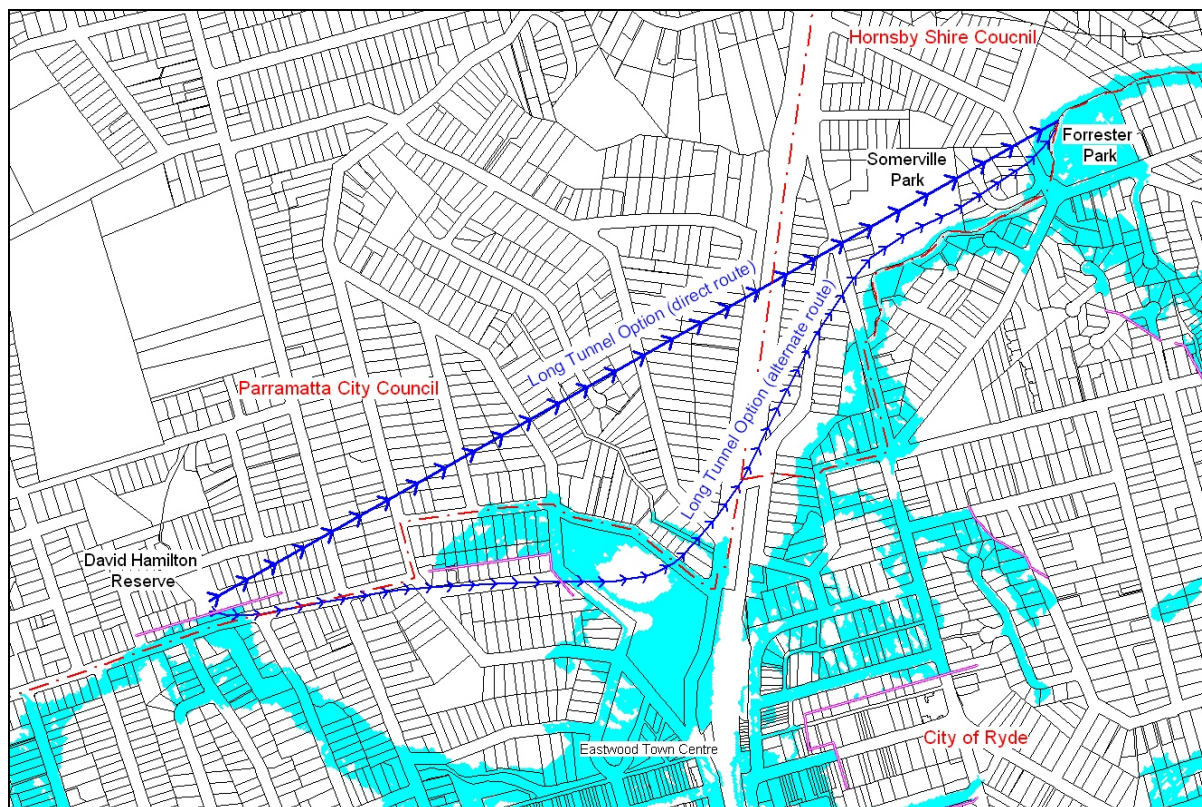 Hornsby Shire Coucnil
Forrester
Park
Somerville
Park
Long Tunnel Option (direct route)
Parramatta City Council
Long Tunnel Option (alternate route)
David Hamilton
Reserve
City of Ryde
Eastwood Town Centre